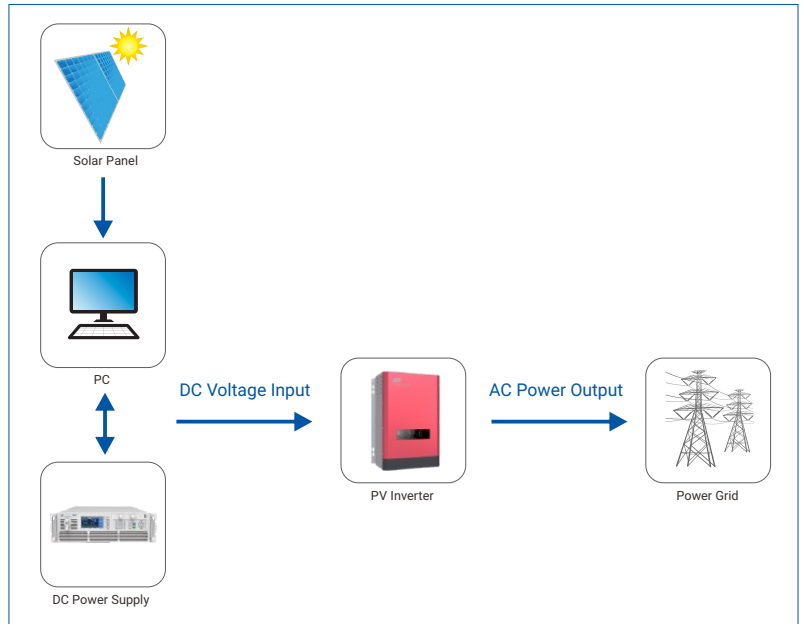 Solar Panel
PC
DC Voltage Input
AC Power Output
PV Inverter
Power Grid
DC Power Supply